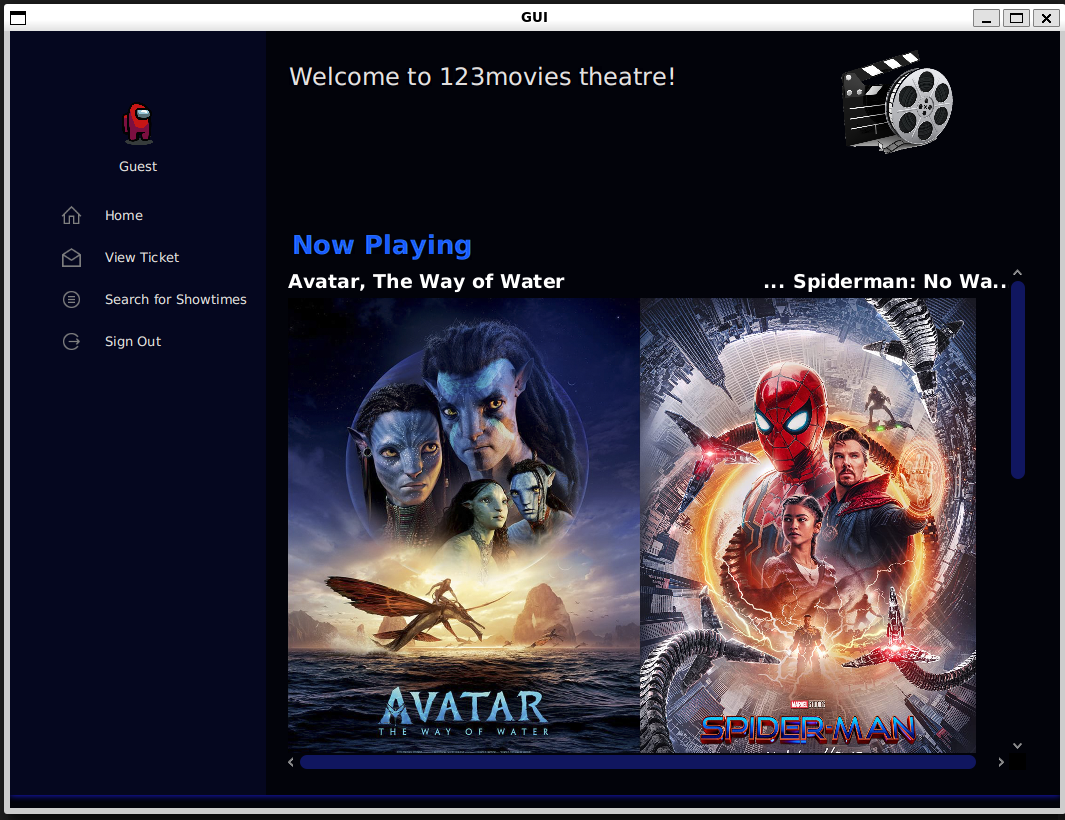 GUI
Welcome to 123movies theatre!
Guest
Home
View Ticket
Search for Showtimes
Sign Out
Now Playing
Avatar, The Way of Water
... Spiderman: No Wa..
AVATAR
THE WAY OF WATER
MARVEL STUDIOS
SPIDER-MAN